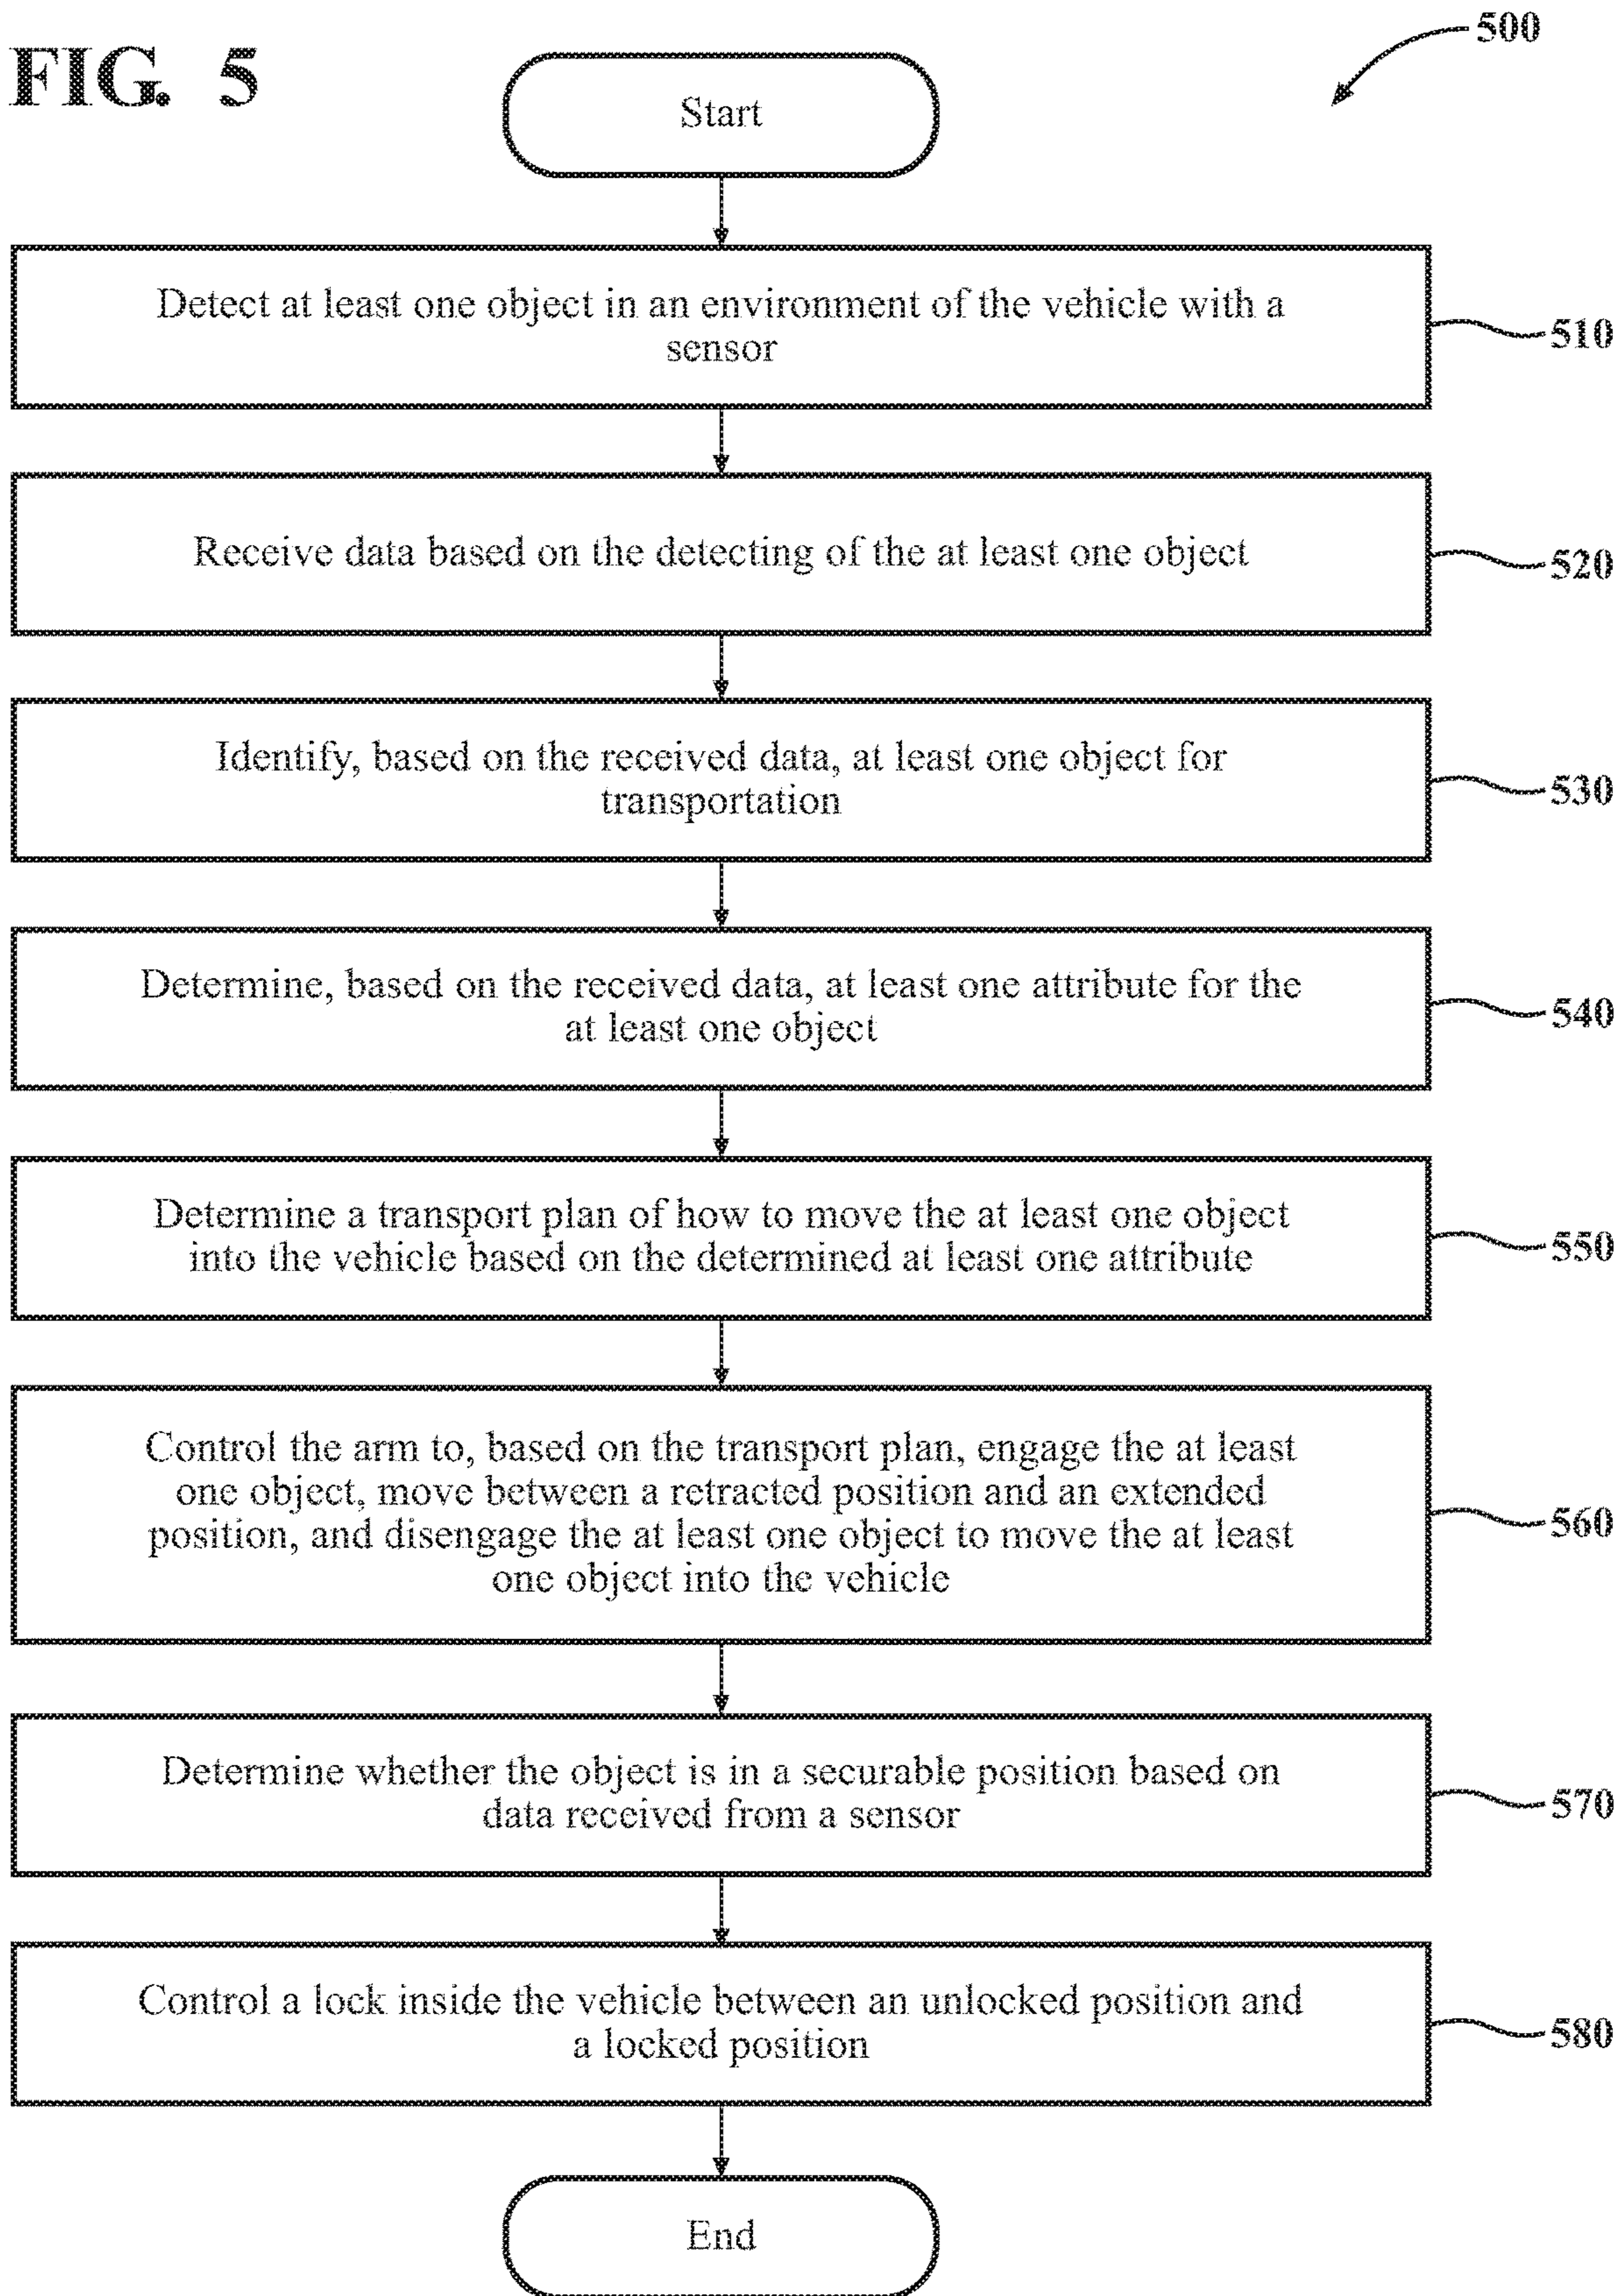 FIG. 5
500
Start
Detect at least one object in an environment of the vehicle with a
sensor
510
Receive data based on the detecting of the at least one object
520
Identify, based on the received data, at least one object for
transportation
530
Determine, based on the received data, at least one attribute for the
at least one object
540
Determine a transport plan of how to move the at least one object
into the vehicle based on the determined at least one attribute
550
Control the arm to, based on the transport plan, engage the at least
one object, move between a retracted position and an extended
position, and disengage the at least one object to move the at least
one object into the vehicle
560
Determine whether the object is in a securable position based on
data received from a sensor
570
Control a lock inside the vehicle between an unlocked position and
a locked position
580
End